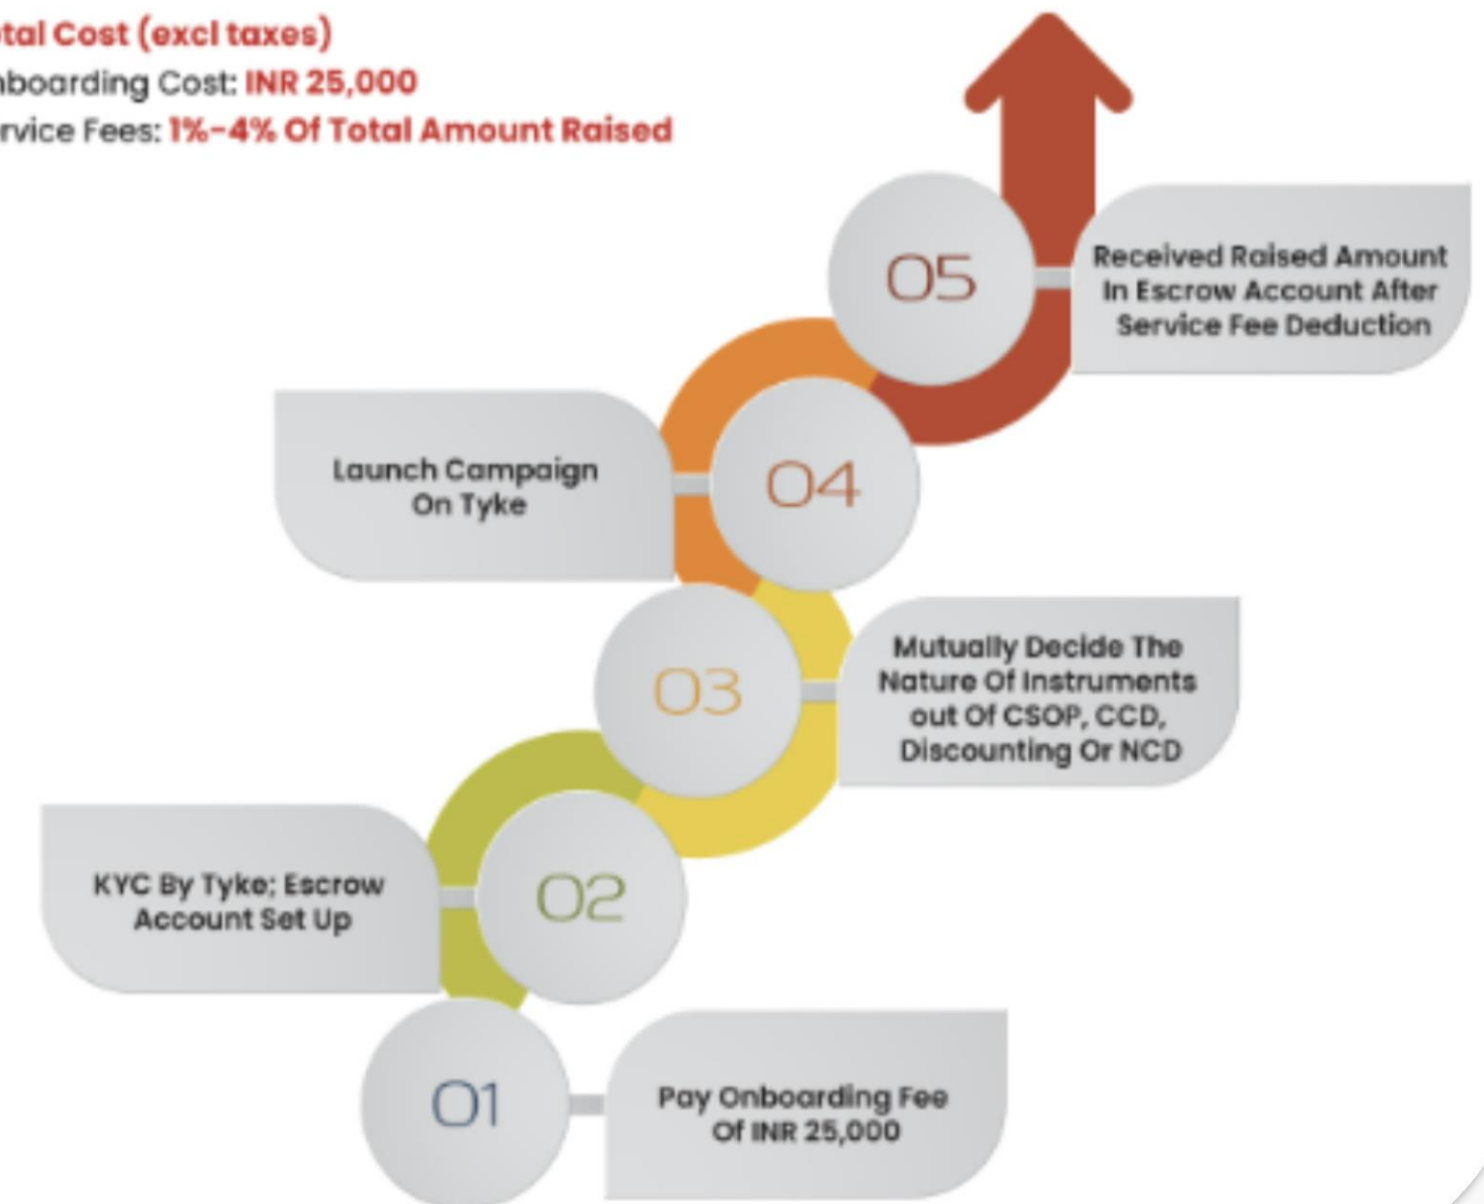 tal Cost (excl taxes)
nboarding Cost: INR 25,000
rvice Fees: 1%-4% Of Total Amount Raised
05
Received Raised Amount
In Escrow Account After
Service Fee Deduction
Launch Campaign
On Tyke
04
03
Mutually Decide The
Nature Of Instruments
out Of CSOP, CCD,
Discounting Or NCD
KYC By Tyke; Escrow
Account Set Up
02
01
Pay Onboarding Fee
Of INR 25,000